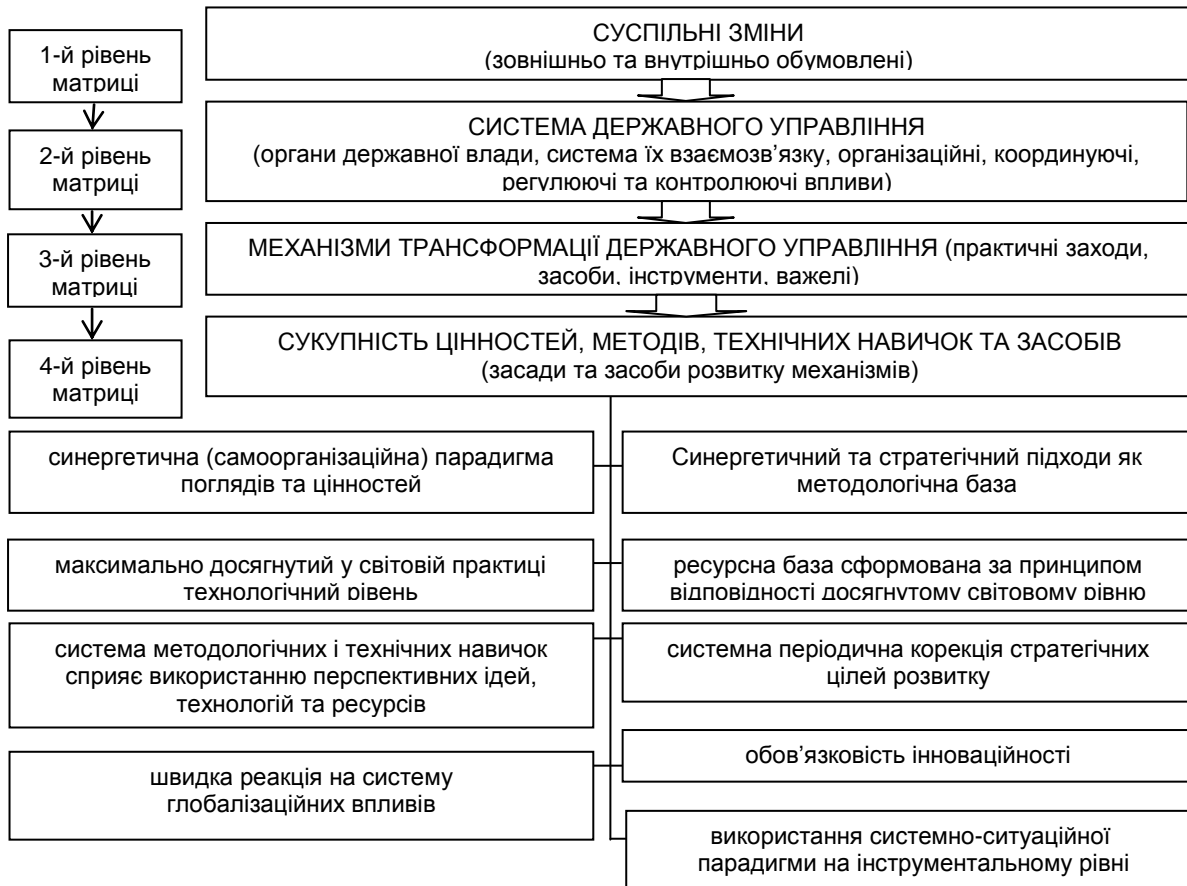 1-й рівень
матриці
СУСПІЛЬНІ ЗМІНИ
(зовнішньо та внутрішньо обумовлені)
2-й рівень
матриці
СИСТЕМА ДЕРЖАВНОГО УПРАВЛІННЯ
(органи державної влади, система їх взаємозв’язку, організаційні, координуючі,
регулюючі та контролюючі впливи)
3-й рівень
матриці
МЕХАНІЗМИ ТРАНСФОРМАЦІЇ ДЕРЖАВНОГО УПРАВЛІННЯ (практичні заходи,
засоби, інструменти, важелі)
4-й рівень
матриці
СУКУПНІСТЬ ЦІННОСТЕЙ, МЕТОДІВ, ТЕХНІЧНИХ НАВИЧОК ТА ЗАСОБІВ
(засади та засоби розвитку механізмів)
синергетична (самоорганізаційна) парадигма
поглядів та цінностей
Синергетичний та стратегічний підходи як
методологічна база
максимально досягнутий у світовій практиці
технологічний рівень
ресурсна база сформована за принципом
відповідності досягнутому світовому рівню
система методологічних і технічних навичок
сприяє використанню перспективних ідей,
технологій та ресурсів
системна періодична корекція стратегічних
цілей розвитку
швидка реакція на систему
глобалізаційних впливів
обов’язковість інноваційності
використання системно-ситуаційної
парадигми на інструментальному рівні